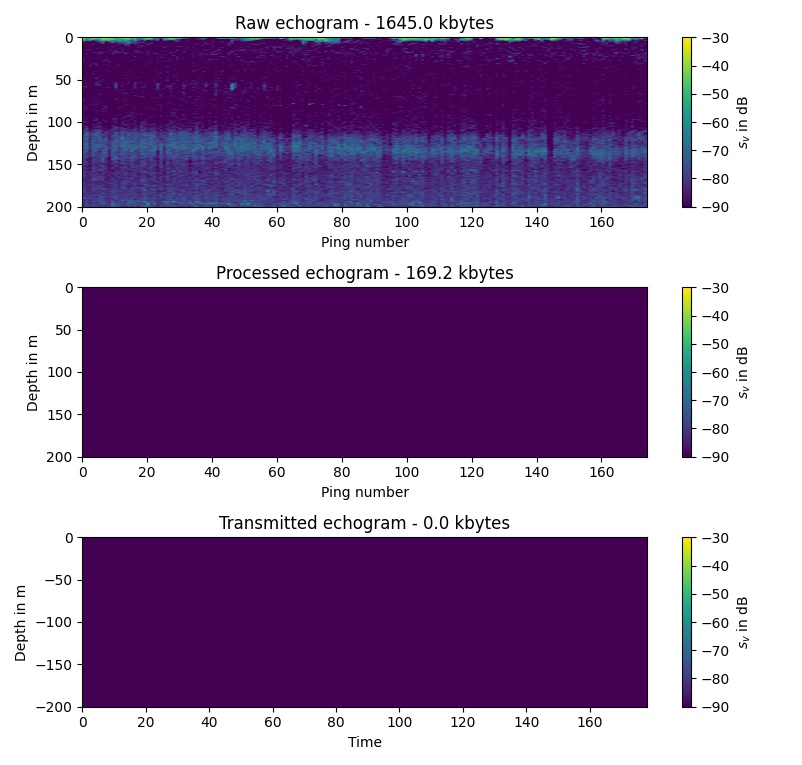 Raw echogram - 1645.0 kbytes
0
50
100
150
200
Depth in m
0 20 40 60 80 100 120 140 160
Ping number
−30
−40
−50
−60
−70
−80
−90
sv in dB
Processed echogram - 169.2 kbytes
0
50
100
150
200
Depth in m
0 20 40 60 80 100 120 140 160
Ping number
−30
−40
−50
−60
−70
−80
−90
sv in dB
Transmitted echogram - 0.0 kbytes
0
−50
−100
−150
−200
Depth in m
0 20 40 60 80 100 120 140 160
Time
−30
−40
−50
−60
−70
−80
−90
sv in dB